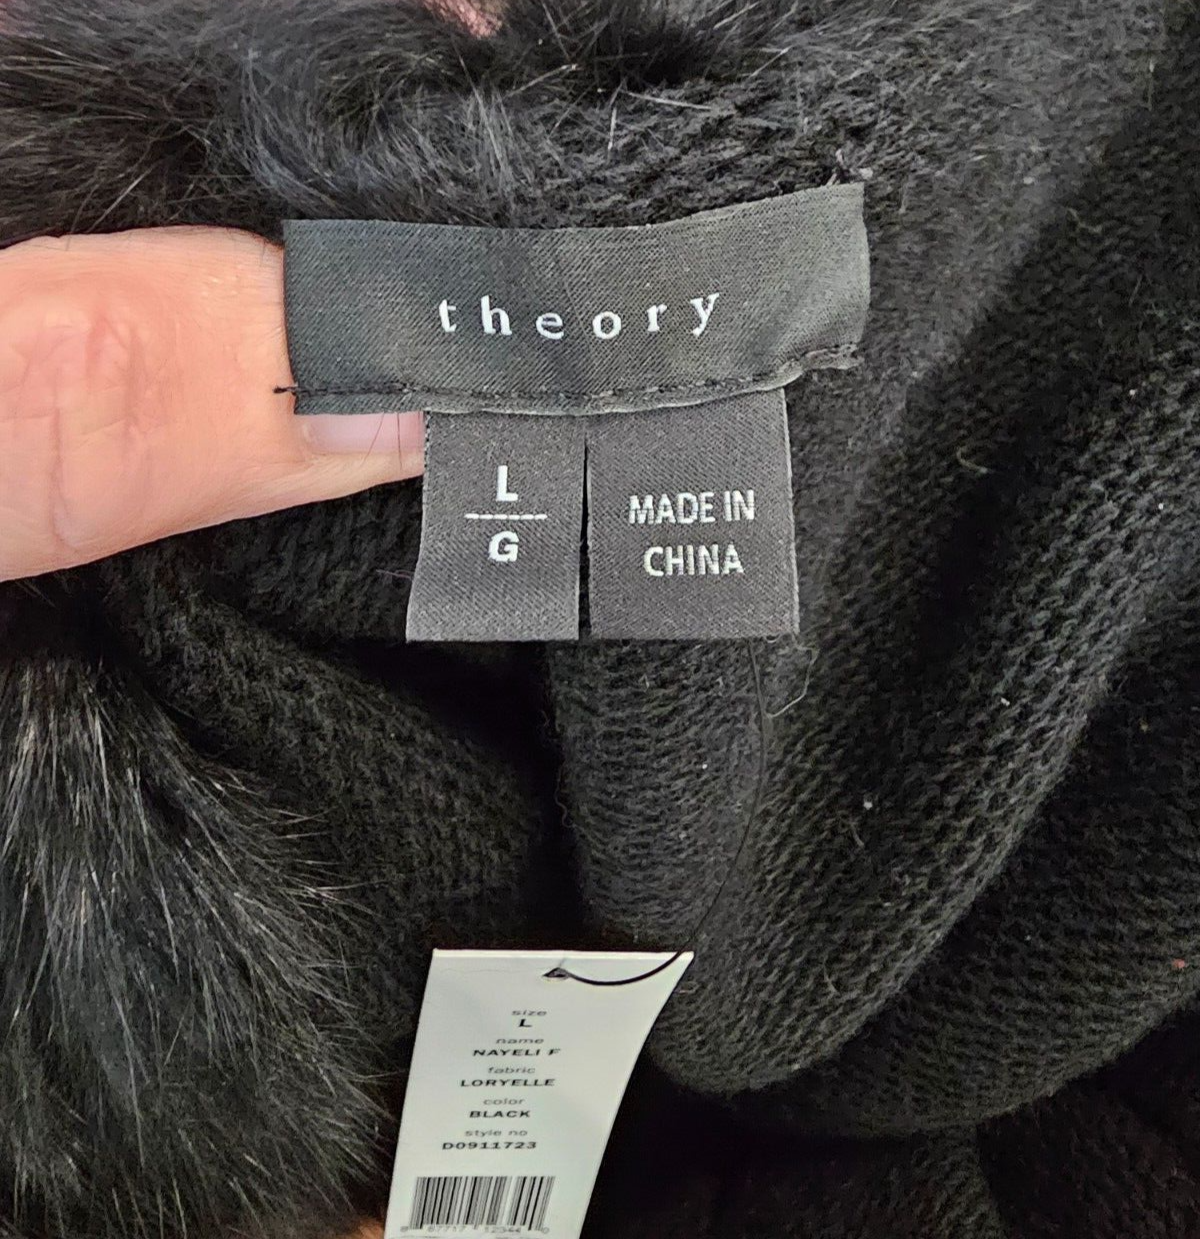 theory
L
G
MADE IN
CHINA
size
L
name
NAYELI F
fabric
LORYELLE
color
BLACK
style no
D0911723